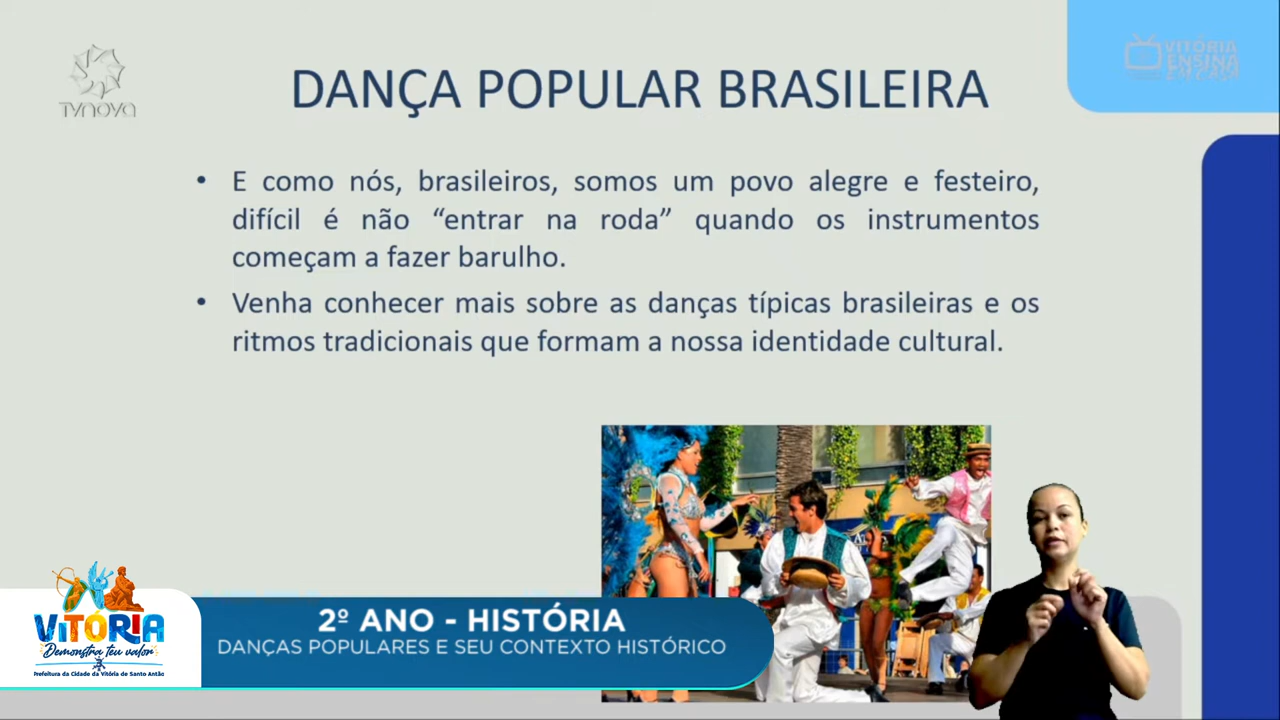 TVNOVA
VITÓRIA
ENSINA
EM CASA
DANÇA POPULAR BRASILEIRA
• E como nós, brasileiros, somos um povo alegre e festeiro,
difícil é não “entrar na roda” quando os instrumentos
começam a fazer barulho.
• Venha conhecer mais sobre as danças típicas brasileiras e os
ritmos tradicionais que formam a nossa identidade cultural.
2º ANO - HISTÓRIA
DANÇAS POPULARES E SEU CONTEXTO HISTÓRICO
VITÓRIA
Demonstra teu valor
Prefeitura da Cidade da Vitória de Santo Antão